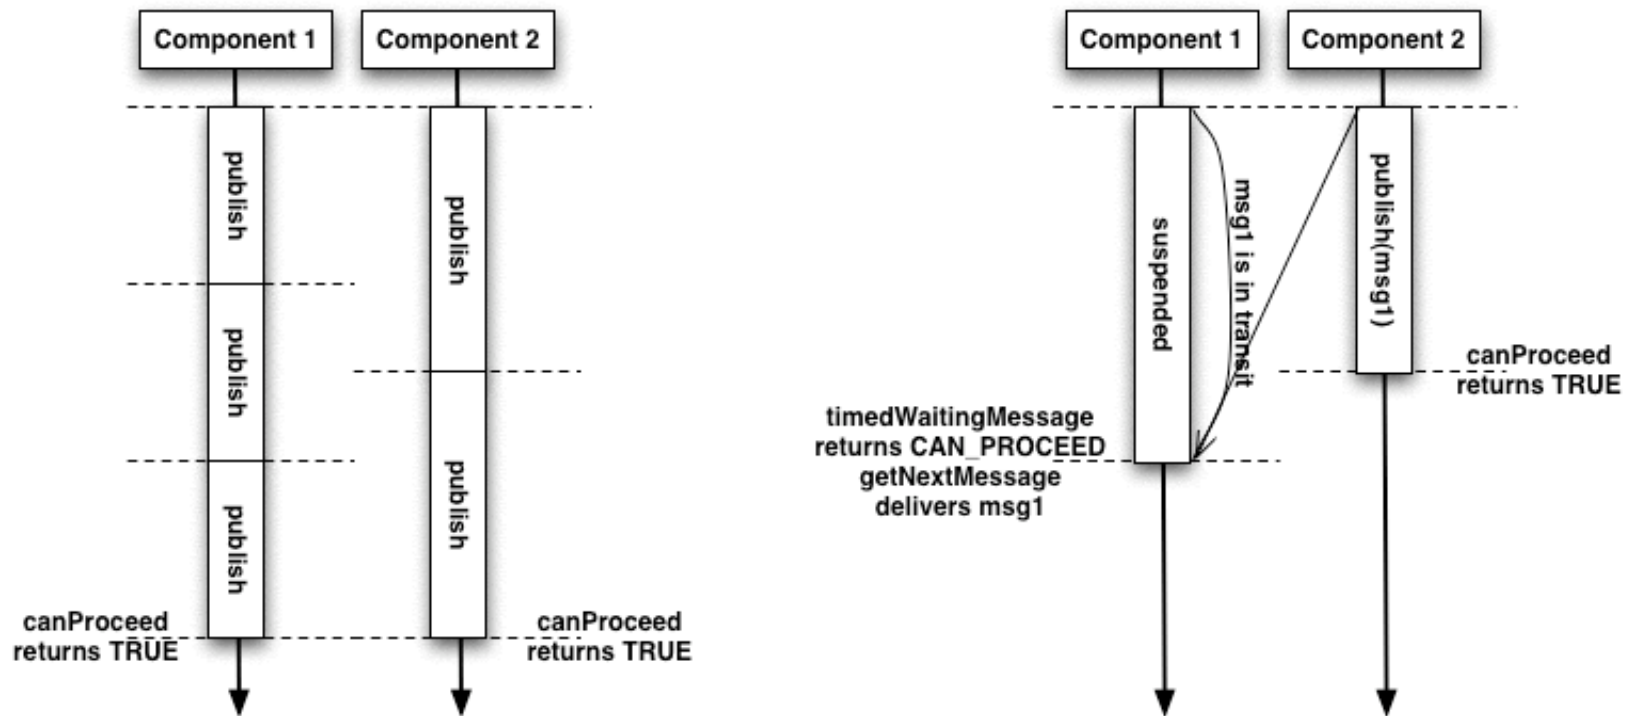 Component 1
Component 2
publish
publish
publish
publish
publish
canProceed
returns TRUE
canProceed
returns TRUE
Component 1
Component 2
suspended
msg1 is in transit
publish(msg1)
canProceed
returns TRUE
timedWaitingMessage
returns CAN_PROCEED
getNextMessage
delivers msg1